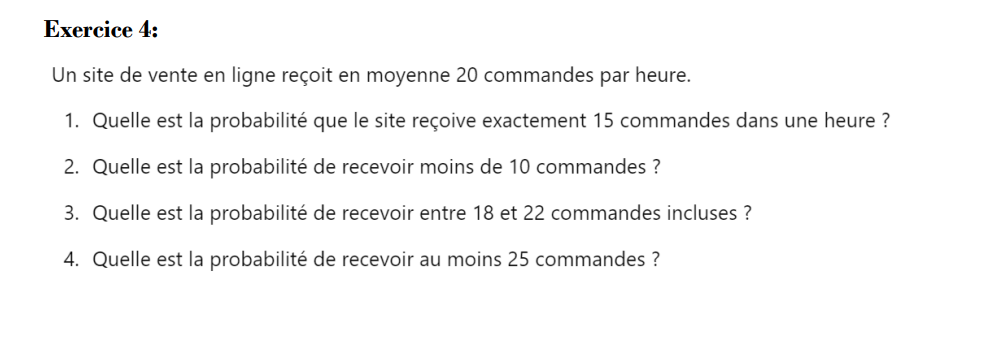 Exercice 4:
Un site de vente en ligne reçoit en moyenne 20 commandes par heure.
1. Quelle est la probabilité que le site reçoive exactement 15 commandes dans une heure ?
2. Quelle est la probabilité de recevoir moins de 10 commandes ?
3. Quelle est la probabilité de recevoir entre 18 et 22 commandes incluses ?
4. Quelle est la probabilité de recevoir au moins 25 commandes ?